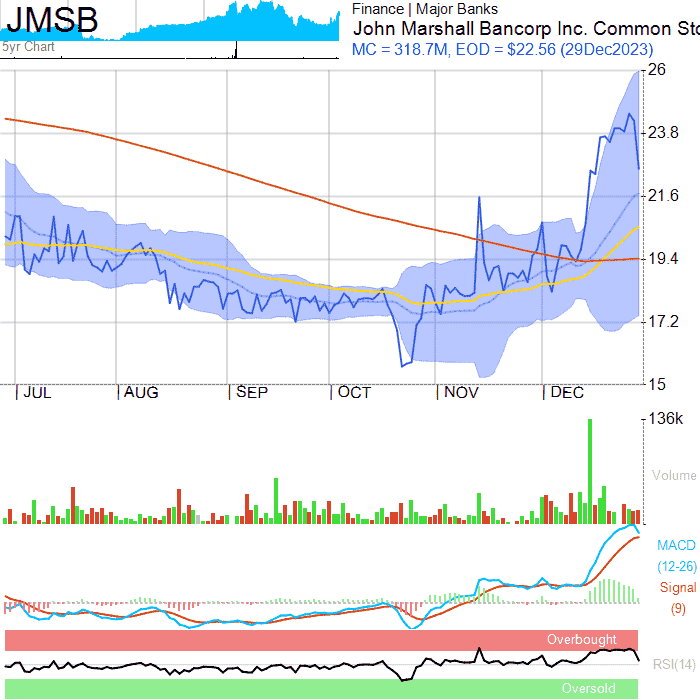 JMSB
5yr Chart
Finance | Major Banks
John Marshall Bancorp Inc. Common Sto
MC = 318.7M, EOD = $22.56 (29Dec2023)
26
23.8
21.6
19.4
17.2
15
JUL AUG SEP OCT NOV DEC
136k
Volume
MACD
(12-26)
Signal
(9)
Overbought
RSI(14)
Oversold